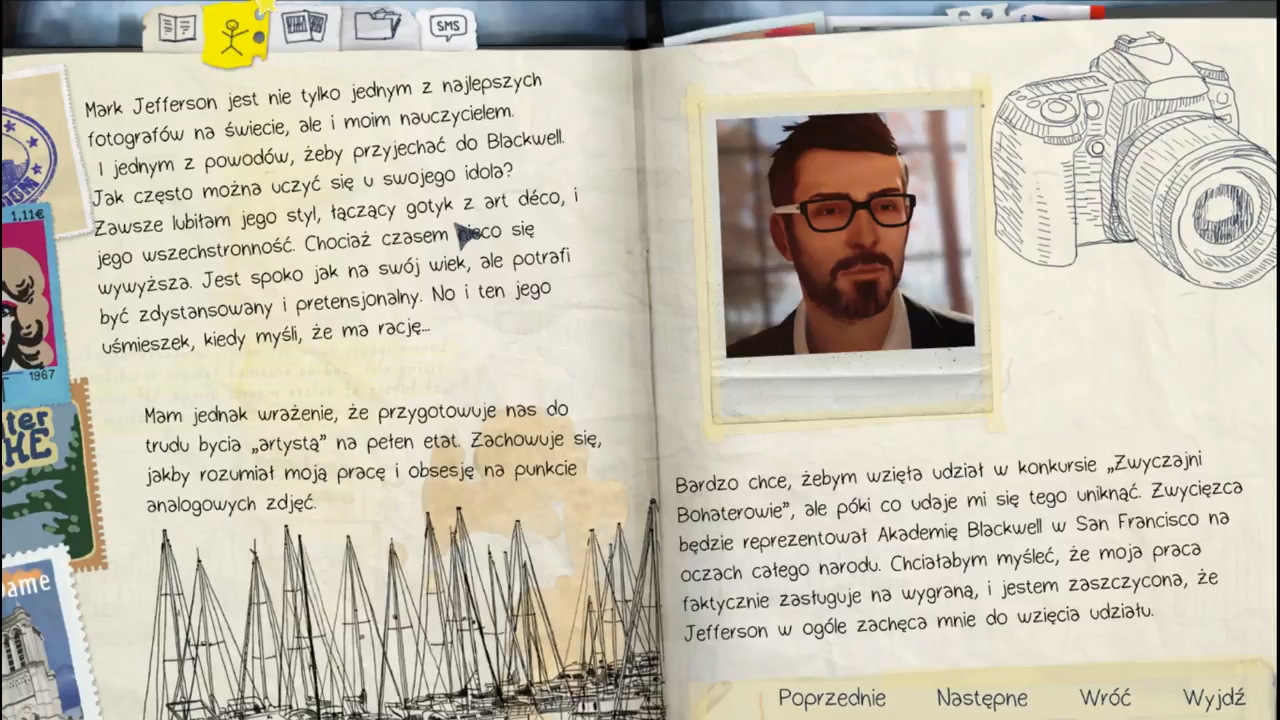 SMS
Mark Jefferson jest nie tylko jednym z najlepszych
fotografów na świecie, ale i moim nauczycielem.
I jednym z powodów, żeby przyjechać do Blackwell.
Jak często można uczyć się u swojego idola?
Zawsze lubiłam jego styl, łączący gotyk z art déco, i
jego wszechstronność. Chociaż czasem nieco się
wywyższa. Jest spoko jak na swój wiek, ale potrafi
być zdystansowany i pretensjonalny. No i ten jego
uśmieszek, kiedy myśli, że ma rację...
Mam jednak wrażenie, że przygotowuje nas do
trudu bycia „artystą” na pełen etat. Zachowuje się,
jakby rozumiał moją pracę i obsesję na punkcie
analogowych zdjęć.
1,11€
1967
Bardzo chce, żebym wzięła udział w konkursie „Zwyczajni
Bohaterowie”, ale póki co udaje mi się tego uniknąć. Zwycięzca
będzie reprezentował Akademię Blackwell w San Francisco na
oczach całego narodu. Chciałabym myśleć, że moja praca
faktycznie zasługuje na wygraną, i jestem zaszczycona, że
Jefferson w ogóle zachęca mnie do wzięcia udziału.
Poprzednie Następne Wróć Wyjdź